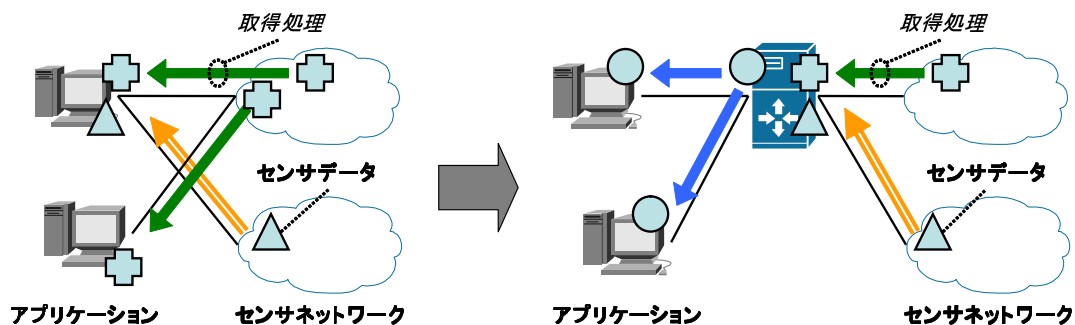 取得処理
センサデータ
アプリケーション
センサネットワーク
取得処理
センサデータ
アプリケーション
センサネットワーク